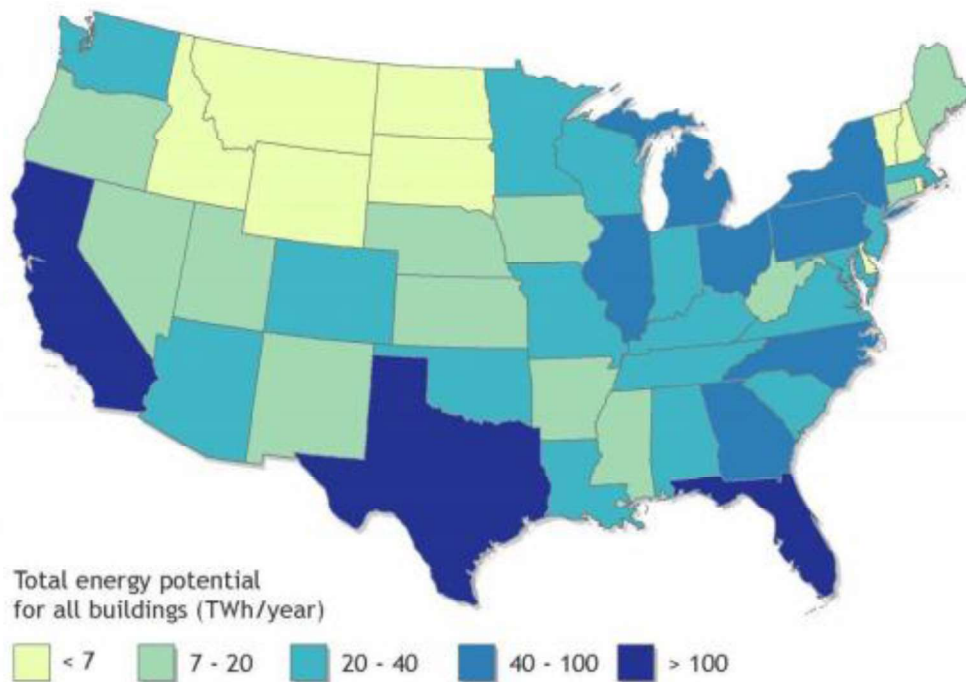 Total energy potential
for all buildings (TWh/year)
< 7 7 - 20 20 - 40 40 - 100 > 100